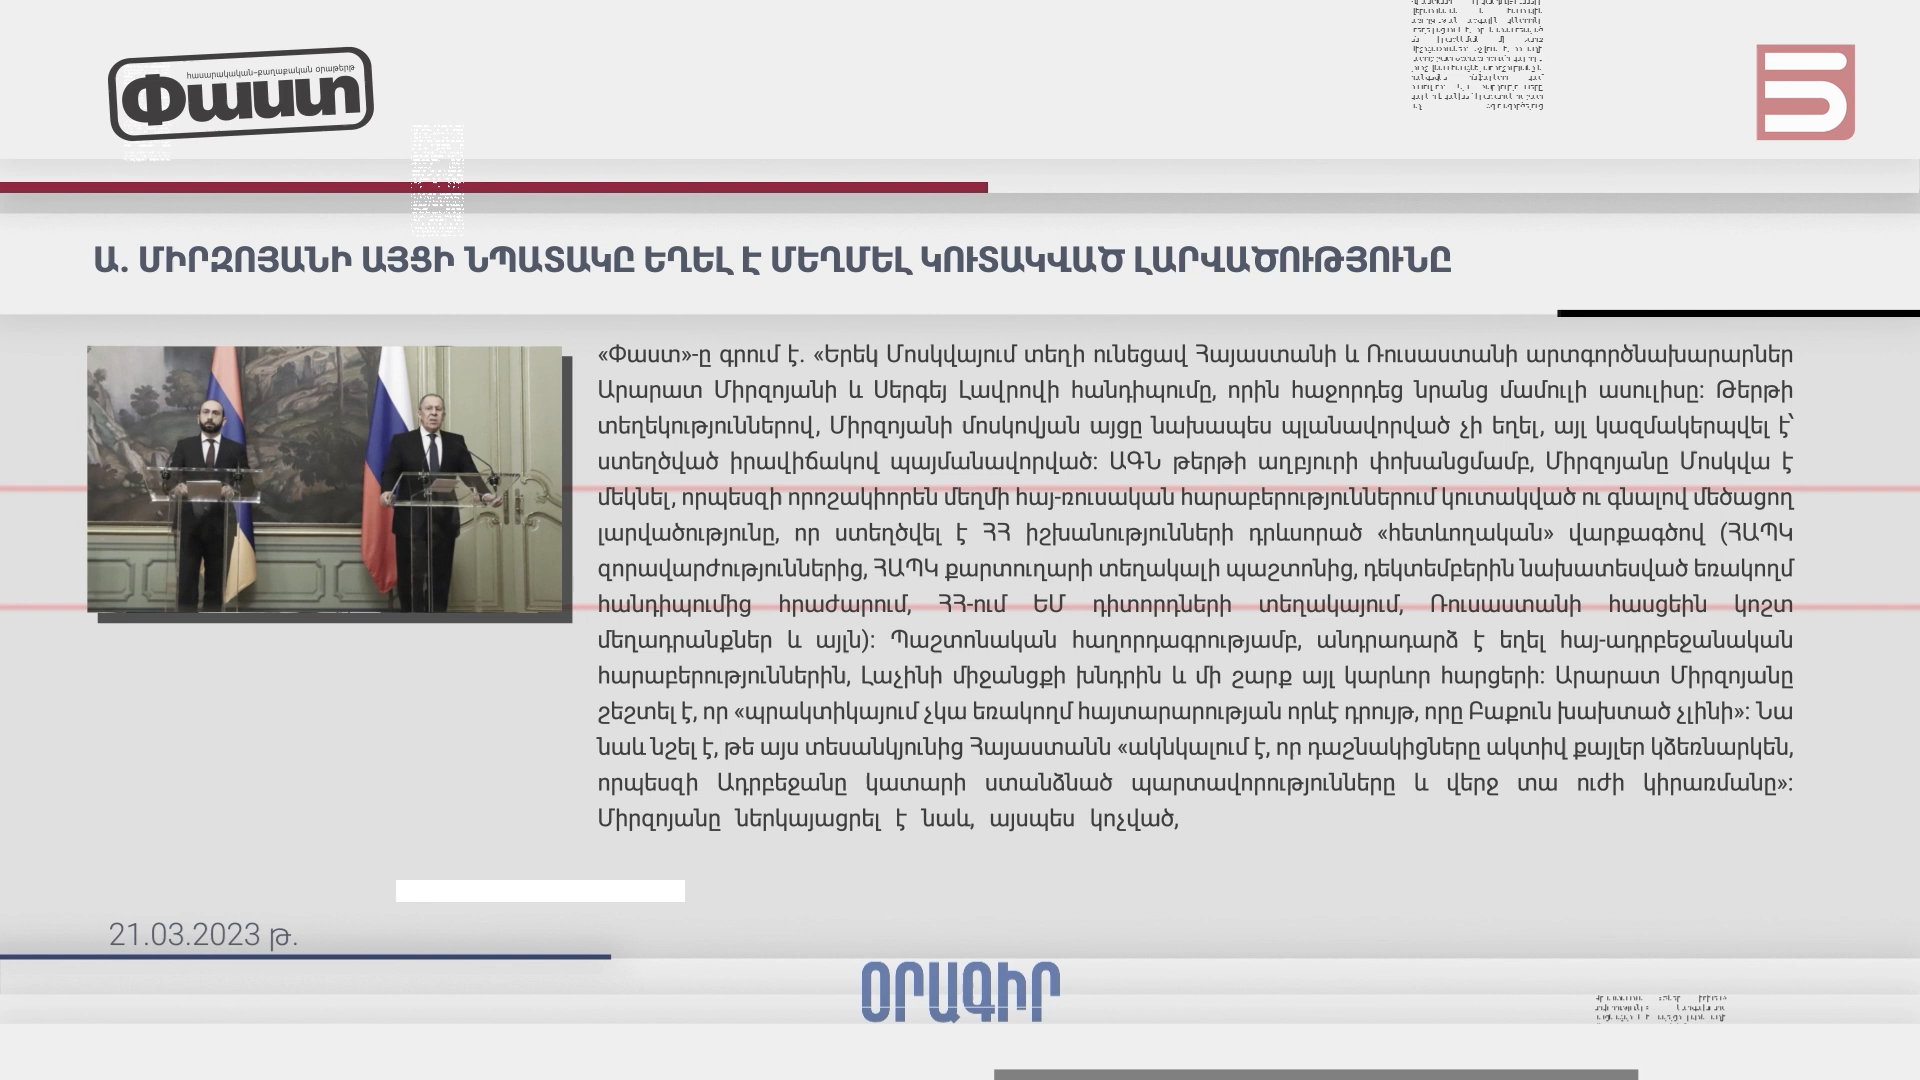 հասարակական-քաղաքական օրաթերթ
Փաստ
5
Ա. ՄԻՐԶՈՅԱՆԻ ԱՅՑԻ ՆՊԱՏԱԿԸ ԵՂԵԼ Է ՄԵՂՄԵԼ ԿՈՒՏԱԿՎԱԾ ԼԱՐՎԱԾՈՒԹՅՈՒՆԸ
«Փաստ»-ը գրում է. «Երեկ Մոսկվայում տեղի ունեցավ Հայաստանի և Ռուսաստանի արտգործնախարարներ
Արարատ Միրզոյանի և Սերգեյ Լավրովի հանդիպումը, որին հաջորդեց նրանց մամուլի ասուլիսը: Թերթի
տեղեկություններով, Միրզոյանի մոսկովյան այցը նախապես պլանավորված չի եղել, այլ կազմակերպվել է՝
ստեղծված իրավիճակով պայմանավորված: ԱԳՆ թերթի աղբյուրի փոխանցմամբ, Միրզոյանը Մոսկվա է
մեկնել, որպեսզի որոշակիորեն մեղմի հայ-ռուսական հարաբերություններում կուտակված ու գնալով մեծացող
լարվածությունը, որ ստեղծվել է ՀՀ իշխանությունների դրևսորած «հետևողական» վարքագծով (ՀԱՊԿ
զորավարժություններից, ՀԱՊԿ քարտուղարի տեղակալի պաշտոնից, դեկտեմբերին նախատեսված եռակողմ
հանդիպումից հրաժարում, ՀՀ-ում ԵՄ դիտորդների տեղակայում, Ռուսաստանի հասցեին կոշտ
մեղադրանքներ և այլն): Պաշտոնական հաղորդագրությամբ, անդրադարձ է եղել հայ-ադրբեջանական
հարաբերություններին, Լաչինի միջանցքի խնդրին և մի շարք այլ կարևոր հարցերի: Արարատ Միրզոյանը
շեշտել է, որ «պրակտիկայում չկա եռակողմ հայտարարության որևէ դրույթ, որը Բաքուն խախտած չլինի»: Նա
նաև նշել է, թե այս տեսանկյունից Հայաստանն «ակնկալում է, որ դաշնակիցները ակտիվ քայլեր կձեռնարկեն,
որպեսզի Ադրբեջանը կատարի ստանձնած պարտավորությունները և վերջ տա ուժի կիրառմանը»:
Միրզոյանը ներկայացրել է նաև, այսպես կոչված,
21.03.2023 թ.
ՕՐԱԳԻՐ